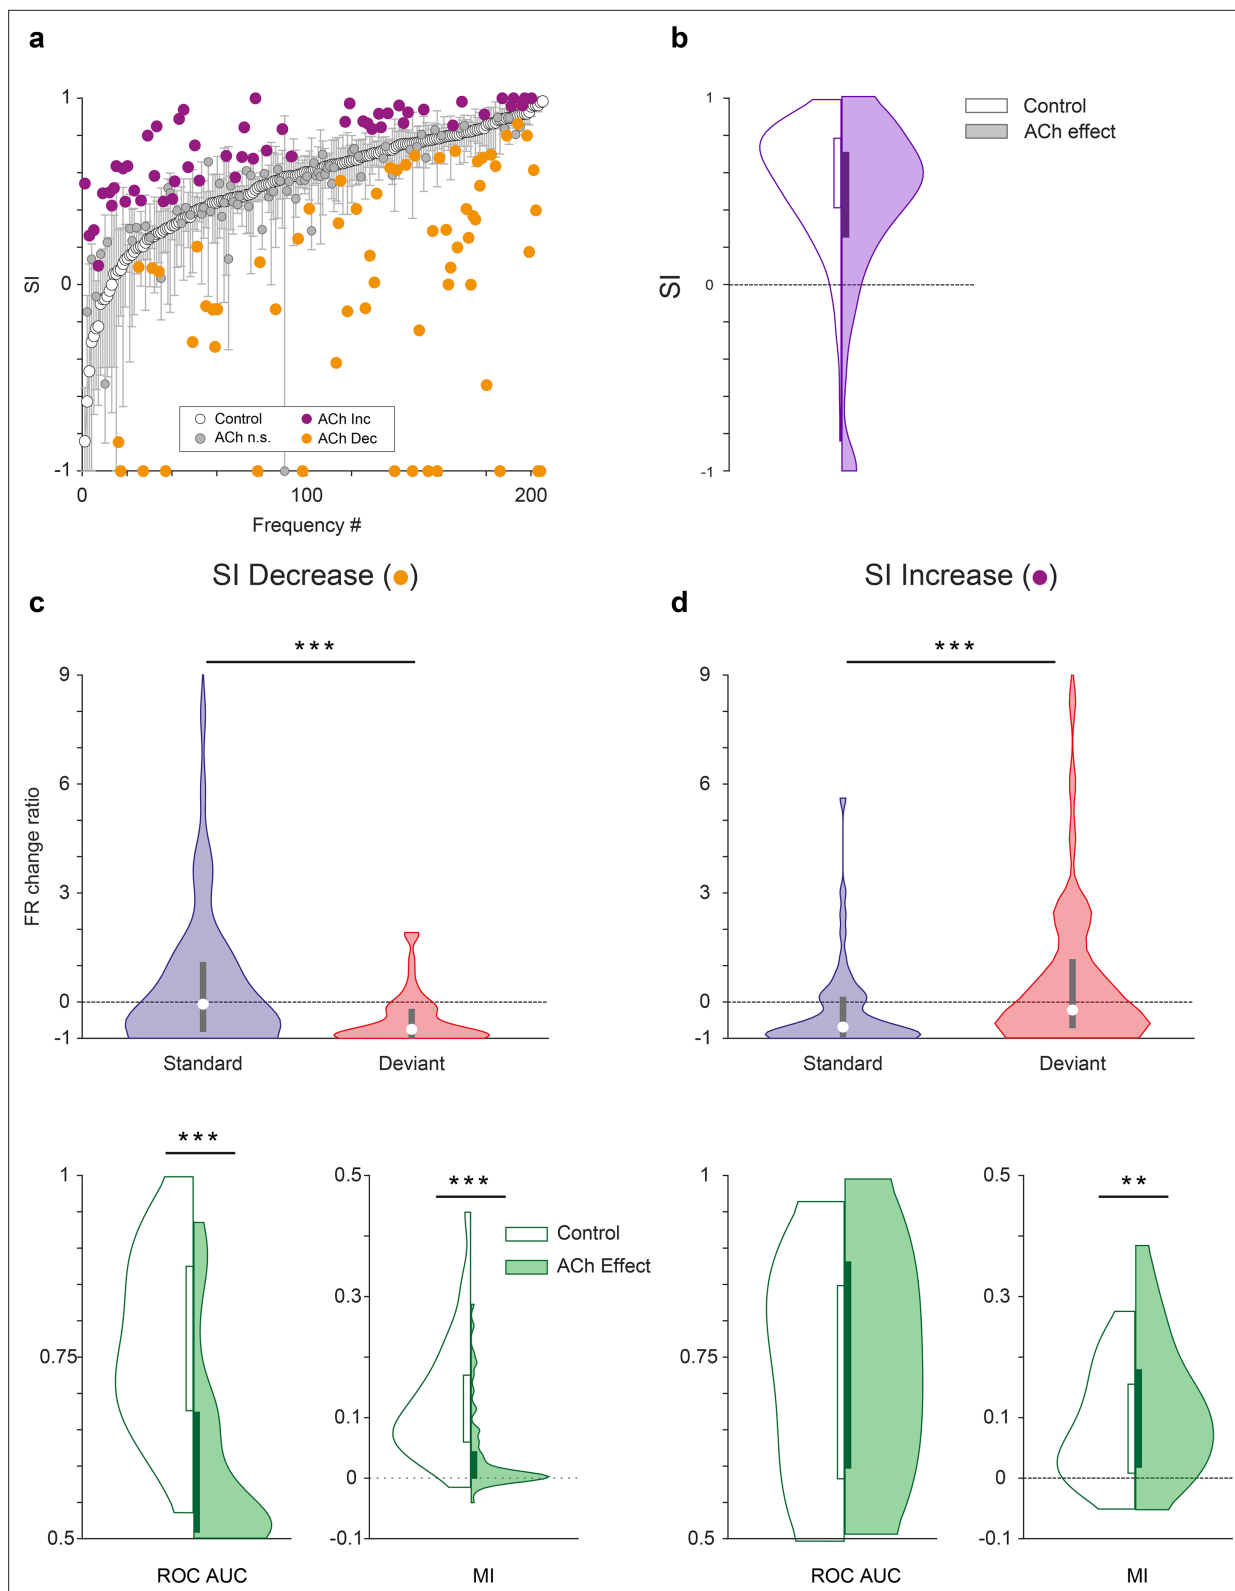 a
1
0
-1
SI
Control
ACh n.s.
ACh Inc
ACh Dec
0
100
200
Frequency #
b
1
0
-1
SI
Control
ACh effect
SI Decrease (●)
SI Increase (●)
c
***
9
6
3
0
-1
FR change ratio
Standard
Deviant
d
***
9
6
3
0
-1
Standard
Deviant
***
1
0.75
0.5
ROC AUC
***
0.5
0.3
0.1
0
-0.1
Control
ACh Effect
MI
1
0.75
0.5
ROC AUC
**
0.5
0.3
0.1
0
-0.1
MI